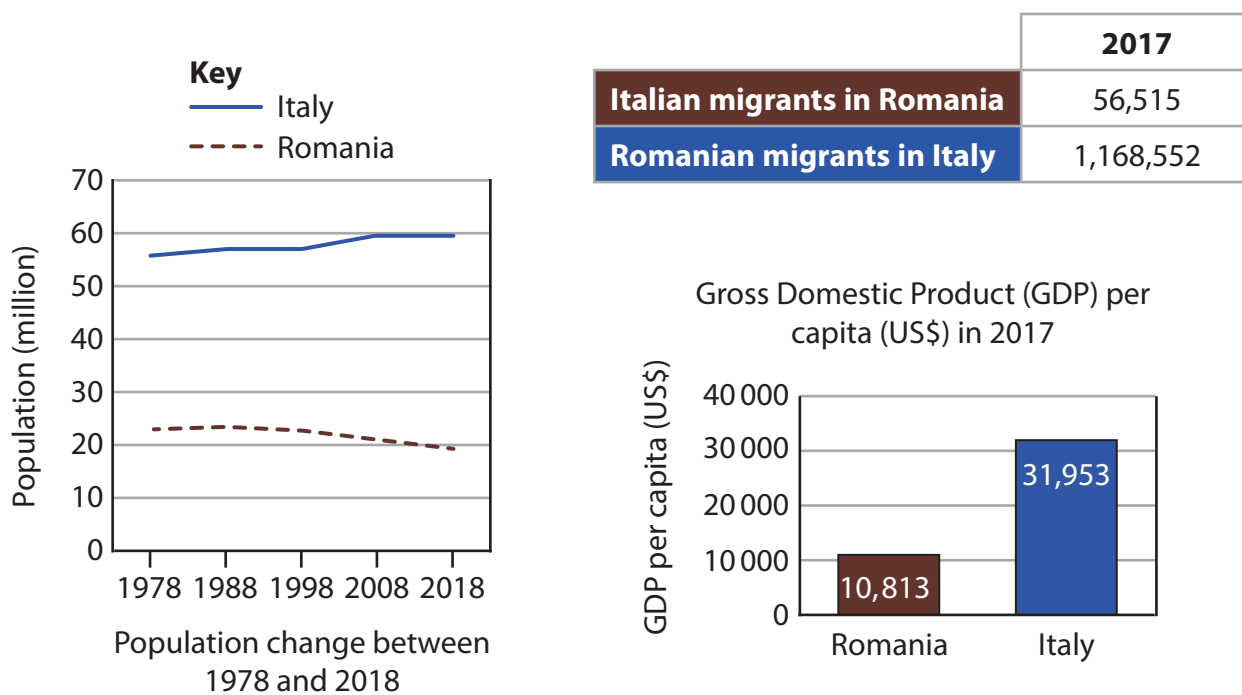 Key
Italy
Romania
Population (million)
70
60
50
40
30
20
10
0
1978 1988 1998 2008 2018
Population change between
1978 and 2018
2017
Italian migrants in Romania 56,515
Romanian migrants in Italy 1,168,552
Gross Domestic Product (GDP) per
capita (US$) in 2017
GDP per capita (US$)
40 000
30 000
20 000
10 000
0
10,813
31,953
Romania Italy